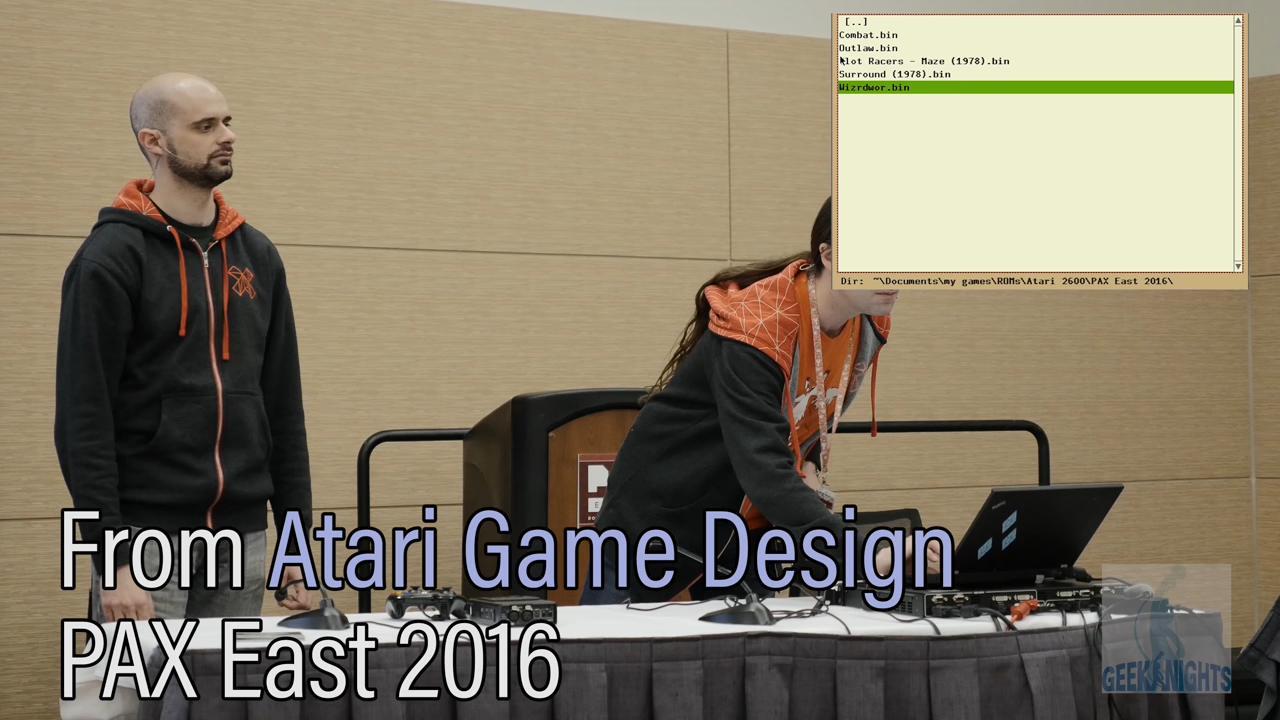 [..]
Combat.bin
Outlaw.bin
lot Racers - Maze (1978).bin
Surround (1978).bin
Wizrdwor.bin
Dir: ~\Documents\my games\ROMs\Atari 2600\PAX East 2016\
From Atari Game Design
PAX East 2016
GEEKNIGHTS